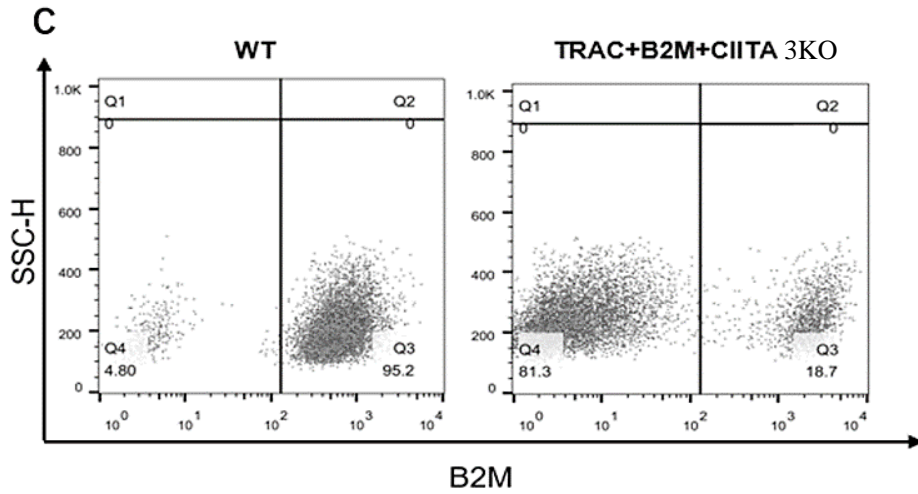 C
WT
TRAC+B2M+CIITA 3KO
SSC-H
1.0K
800
600
400
200
0
Q1
0
Q2
0
Q4
4.80
Q3
95.2
10⁰
10¹
10²
10³
10⁴
1.0K
800
600
400
200
0
Q1
0
Q2
0
Q4
81.3
Q3
18.7
10⁰
10¹
10²
10³
10⁴
B2M